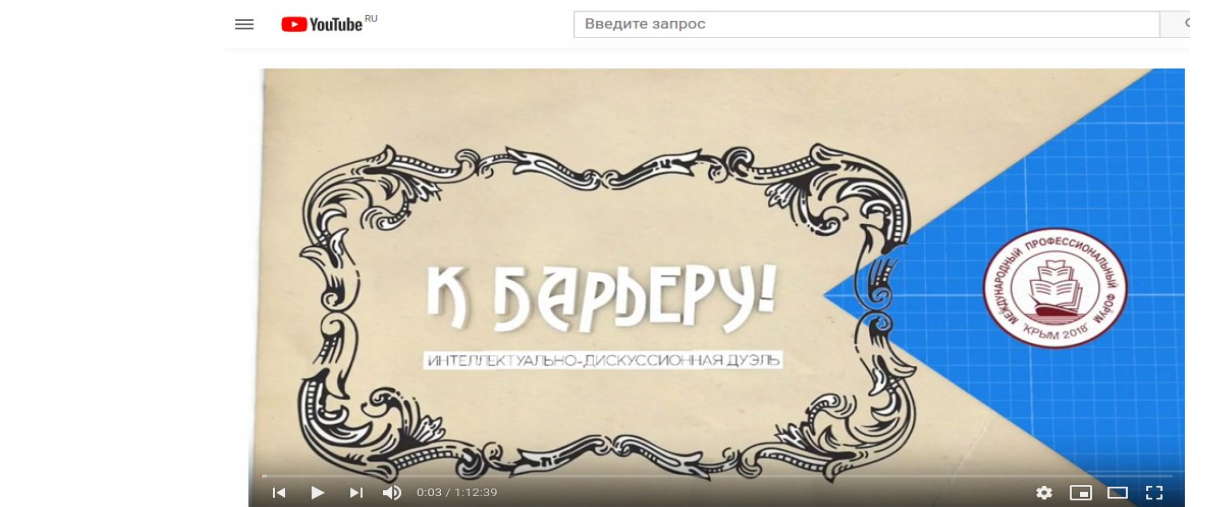 YouTube RU
Введите запрос
К БАРЬЕРУ!
ИНТЕЛЛЕКТУАЛЬНО-ДИСКУССИОННАЯ ДУЭЛЬ
МЕЖДУНАРОДНЫЙ ПРОФЕССИОНАЛЬНЫЙ ФОРУМ
"КРЫМ 2018"
0:03 / 1:12:39